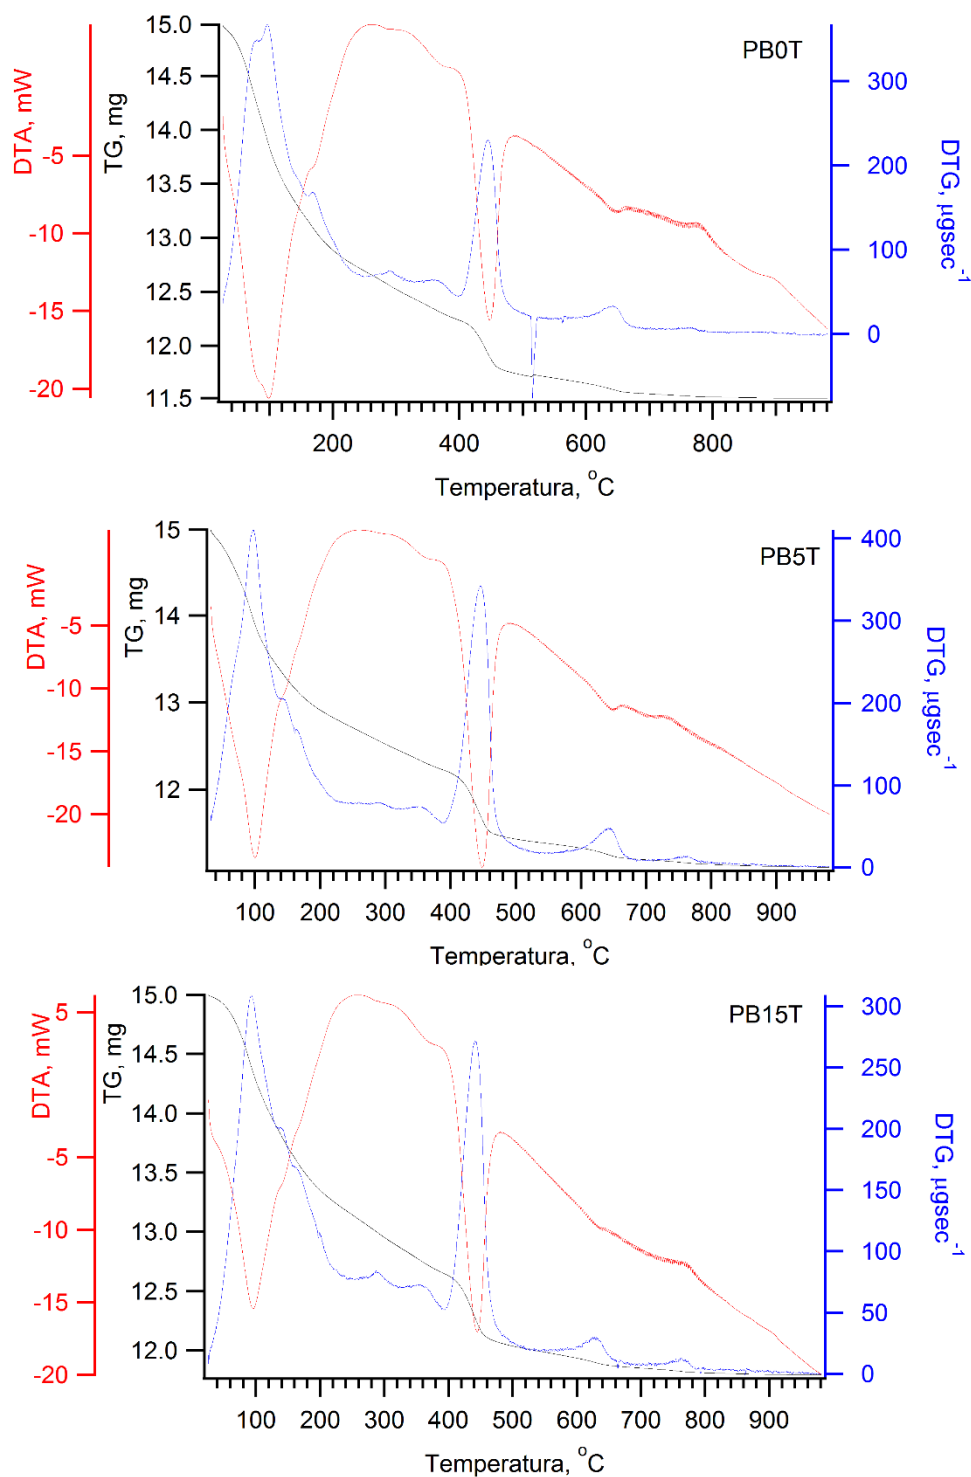 PB0T
DTA, mW
-5
-10
-15
-20
TG, mg
15.0
14.5
14.0
13.5
13.0
12.5
12.0
11.5
DTG, μgsec⁻¹
300
200
100
0
200 400 600 800
Temperatura, °C
PB5T
DTA, mW
-5
-10
-15
-20
TG, mg
15
14
13
12
DTG, μgsec⁻¹
400
300
200
100
0
100 200 300 400 500 600 700 800 900
Temperatura, °C
PB15T
DTA, mW
5
-5
-10
-15
-20
TG, mg
15.0
14.5
14.0
13.5
13.0
12.5
12.0
DTG, μgsec⁻¹
300
250
200
150
100
50
0
100 200 300 400 500 600 700 800 900
Temperatura, °C